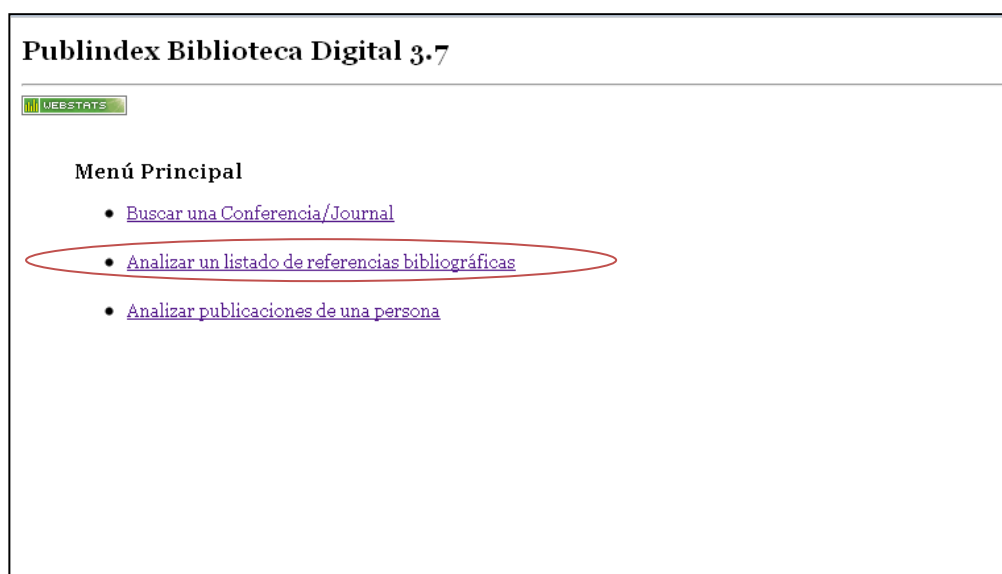 Publindex Biblioteca Digital 3.7
WEBSTATS
Menú Principal
Buscar una Conferencia/Journal
Analizar un listado de referencias bibliográficas
Analizar publicaciones de una persona